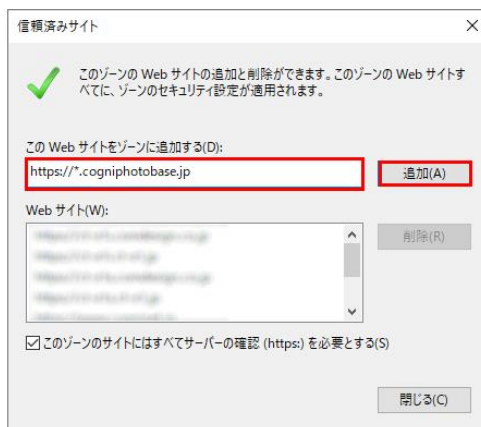 信頼済みサイト
このゾーンの Web サイトの追加と削除ができます。このゾーンの Web サイトす
べてに、ゾーンのセキュリティ設定が適用されます。
この Web サイトをゾーンに追加する(D):
https://*.cogniphotobase.jp
追加(A)
Web サイト(W):
削除(R)
このゾーンのサイトにはすべてサーバーの確認 (https:) を必要とする(S)
閉じる(C)